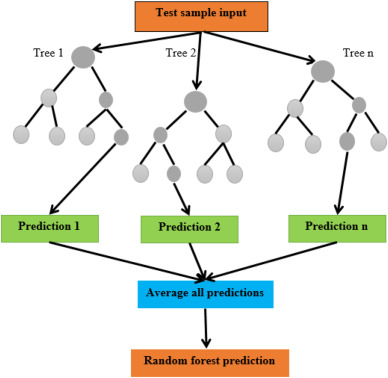 Test sample input
Tree 1
Tree 2
Tree n
Prediction 1
Prediction 2
Prediction n
Average all predictions
Random forest prediction